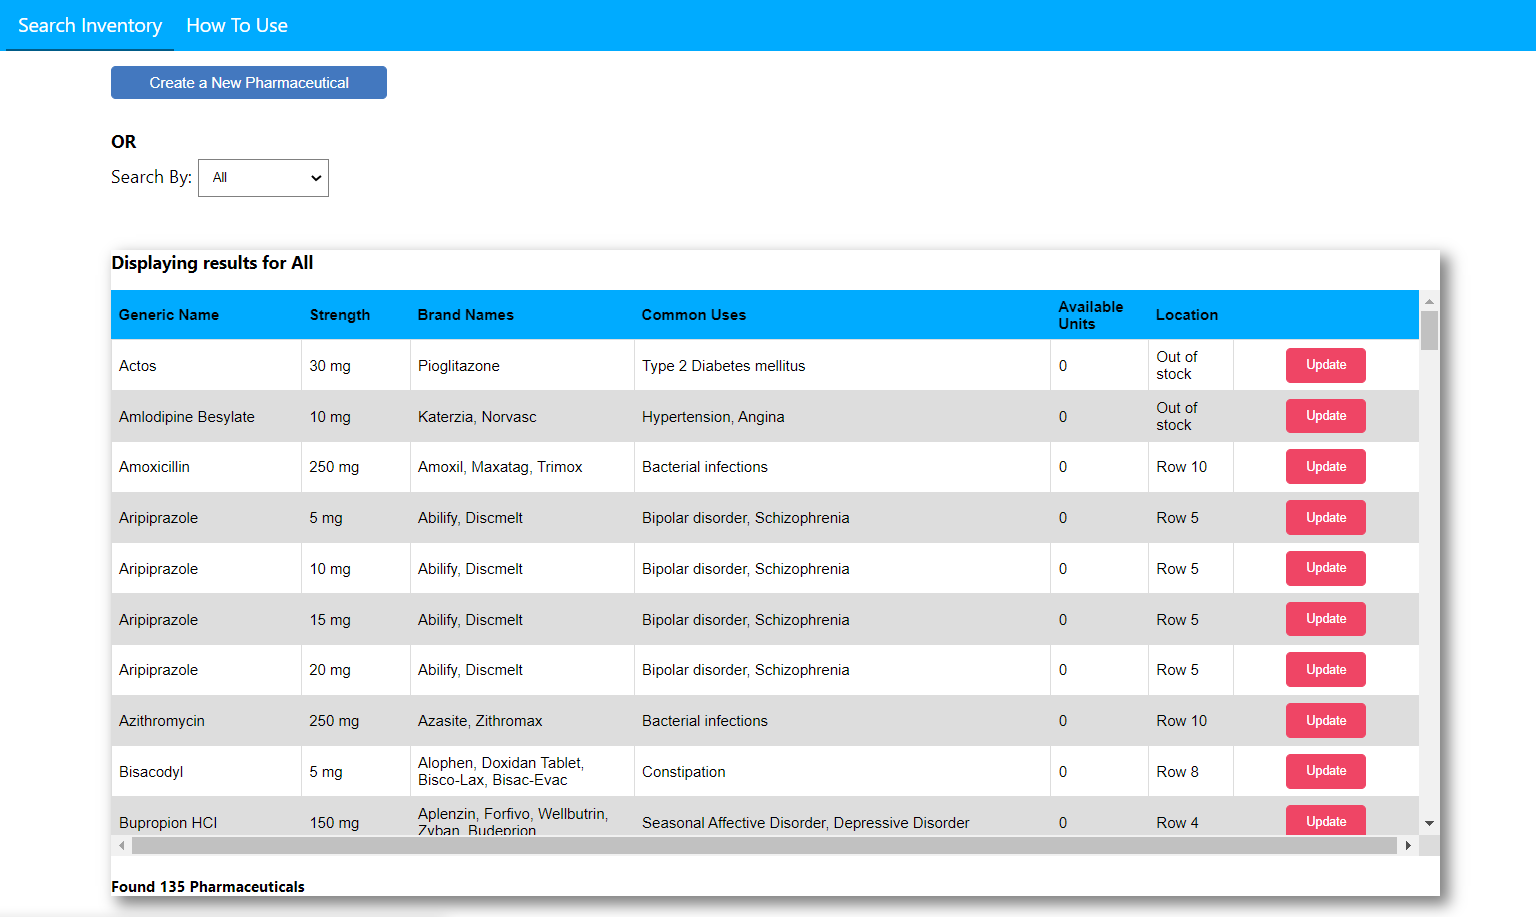 Search Inventory How To Use
Create a New Pharmaceutical
OR
Search By: All
Displaying results for All
Generic Name Strength Brand Names Common Uses Available Units Location
Actos 30 mg Pioglitazone Type 2 Diabetes mellitus 0 Out of stock Update
Amlodipine Besylate 10 mg Katerzia, Norvasc Hypertension, Angina 0 Out of stock Update
Amoxicillin 250 mg Amoxil, Maxatag, Trimox Bacterial infections 0 Row 10 Update
Aripiprazole 5 mg Abilify, Discmelt Bipolar disorder, Schizophrenia 0 Row 5 Update
Aripiprazole 10 mg Abilify, Discmelt Bipolar disorder, Schizophrenia 0 Row 5 Update
Aripiprazole 15 mg Abilify, Discmelt Bipolar disorder, Schizophrenia 0 Row 5 Update
Aripiprazole 20 mg Abilify, Discmelt Bipolar disorder, Schizophrenia 0 Row 5 Update
Azithromycin 250 mg Azasite, Zithromax Bacterial infections 0 Row 10 Update
Bisacodyl 5 mg Alophen, Doxidan Tablet, Bisco-Lax, Bisac-Evac Constipation 0 Row 8 Update
Bupropion HCl 150 mg Aplenzin, Forfivo, Wellbutrin, Zyban, Budeprion Seasonal Affective Disorder, Depressive Disorder 0 Row 4 Update
Found 135 Pharmaceuticals